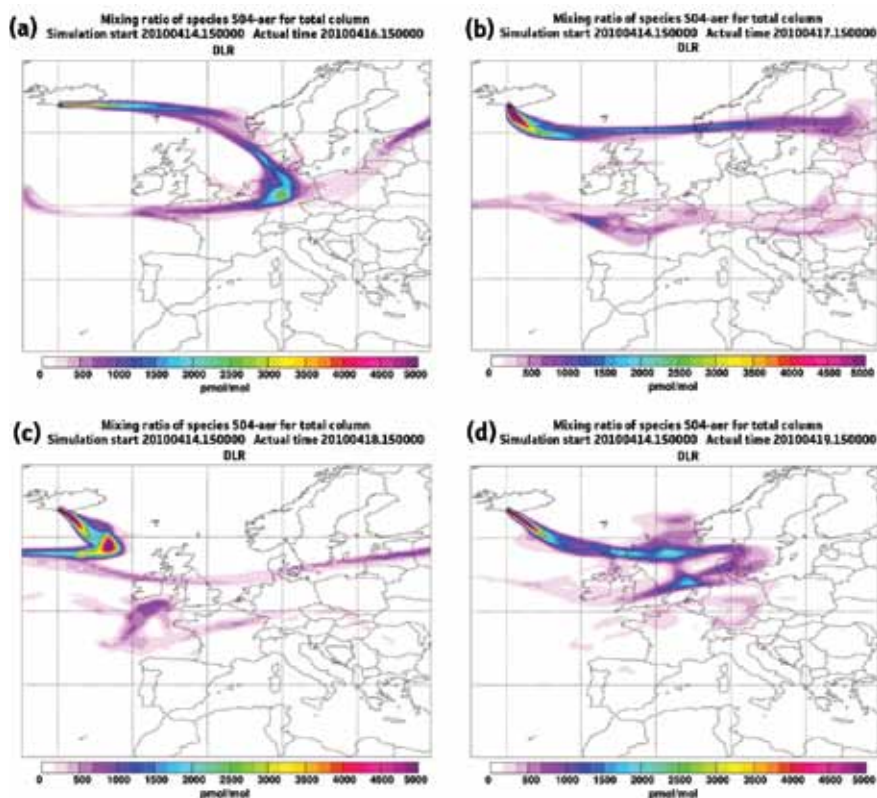 (a)
Mixing ratio of species SO4-aer for total column
Simulation start 20100414.150000 Actual time 20100416.150000
DLR
0 500 1000 1500 2000 2500 3000 3500 4000 4500 5000
pmol/mol
(b)
Mixing ratio of species SO4-aer for total column
Simulation start 20100414.150000 Actual time 20100417.150000
DLR
0 500 1000 1500 2000 2500 3000 3500 4000 4500 5000
pmol/mol
(c)
Mixing ratio of species SO4-aer for total column
Simulation start 20100414.150000 Actual time 20100418.150000
DLR
0 500 1000 1500 2000 2500 3000 3500 4000 4500 5000
pmol/mol
(d)
Mixing ratio of species SO4-aer for total column
Simulation start 20100414.150000 Actual time 20100419.150000
DLR
0 500 1000 1500 2000 2500 3000 3500 4000 4500 5000
pmol/mol